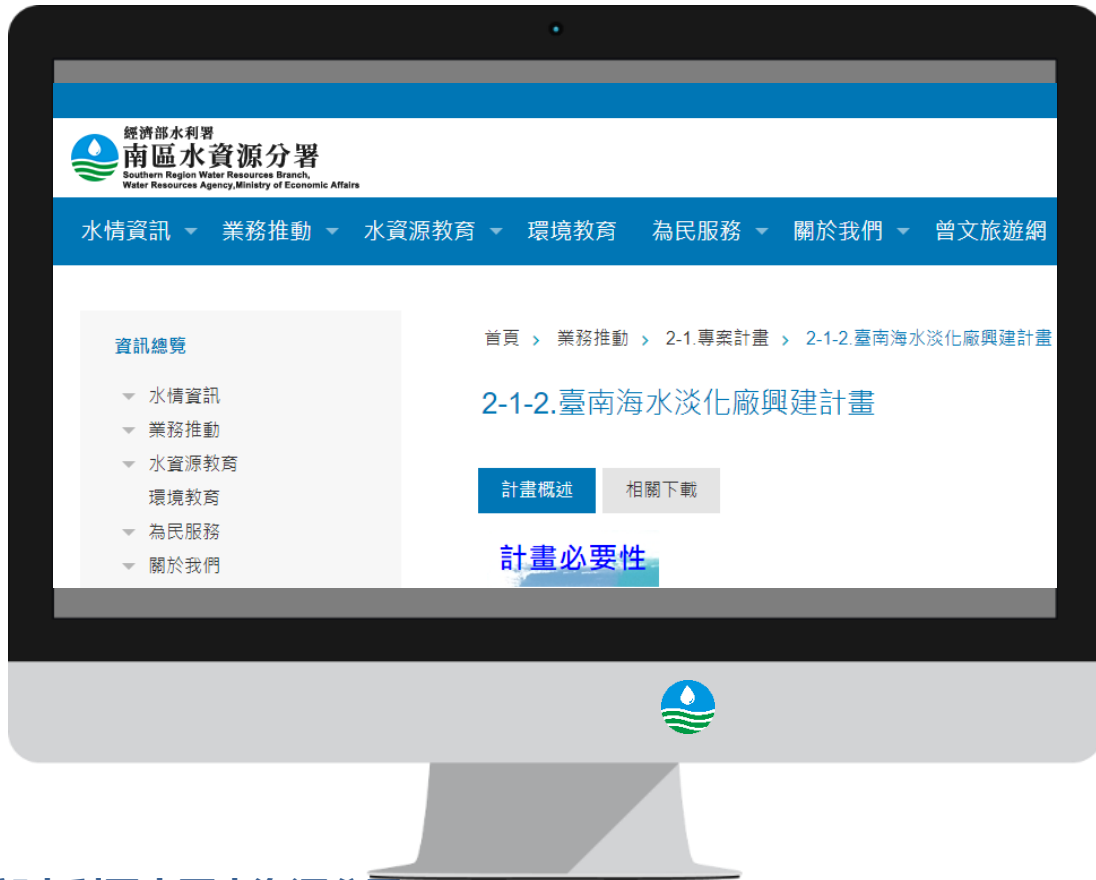 經濟部水利署
南區水資源分署
Southern Region Water Resources Branch,
Water Resources Agency,Ministry of Economic Affairs
水情資訊 業務推動 水資源教育 環境教育 為民服務 關於我們 曾文旅遊網
資訊總覽
水情資訊
業務推動
水資源教育
環境教育
為民服務
關於我們
首頁 > 業務推動 > 2-1.專案計畫 > 2-1-2.臺南海水淡化廠興建計畫
2-1-2.臺南海水淡化廠興建計畫
計畫概述 相關下載
計畫必要性